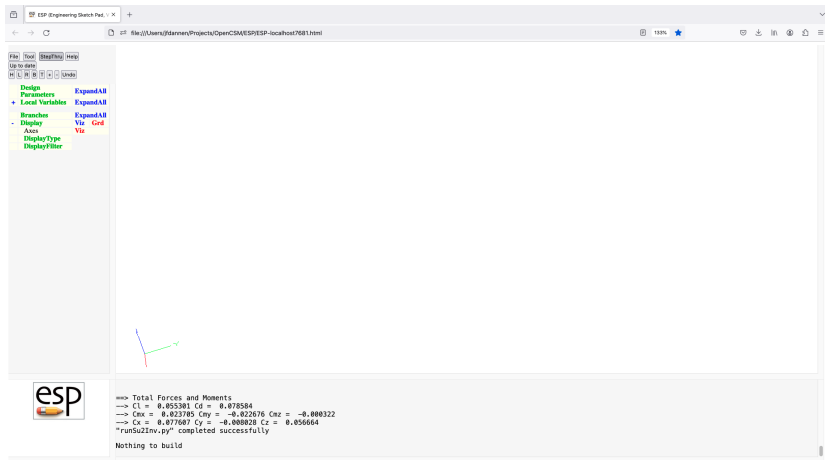 ESP (Engineering Sketch Pad, V
file:///Users/jfdannen/Projects/OpenCSM/ESP/ESP-localhost7681.html
133%
File Tool StepThru Help
Up to date
H L R B T + - Undo
Design Parameters ExpandAll
+ Local Variables ExpandAll
Branches ExpandAll
- Display Viz Grd
Axes Viz
DisplayType
DisplayFilter
Y
esp
==> Total Forces and Moments
--> Cl = 0.055301 Cd = 0.078584
--> Cmx = 0.023705 Cmy = -0.022676 Cmz = -0.000322
--> Cx = 0.077607 Cy = -0.008028 Cz = 0.056664
"runSu2Inv.py" completed successfully
Nothing to build